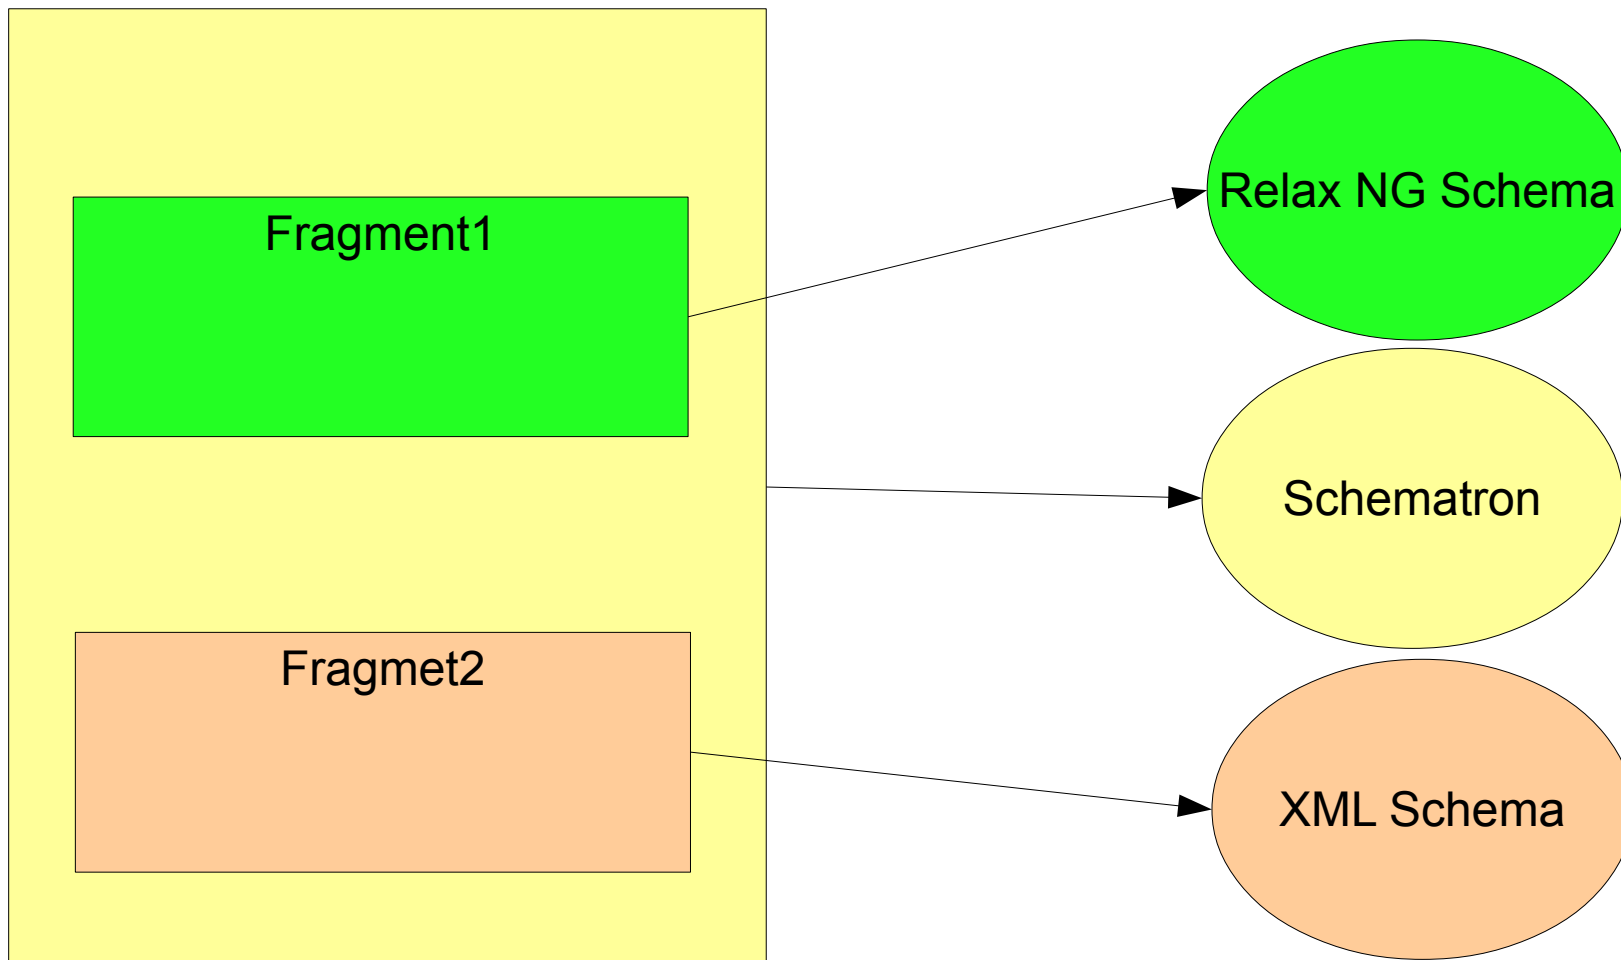 Fragment1
Relax NG Schema
Schematron
Fragmet2
XML Schema